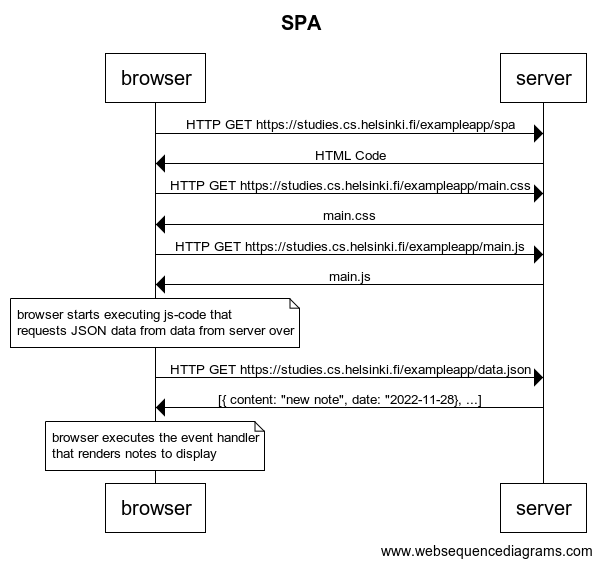 SPA
browser
server
HTTP GET https://studies.cs.helsinki.fi/exampleapp/spa
HTML Code
HTTP GET https://studies.cs.helsinki.fi/exampleapp/main.css
main.css
HTTP GET https://studies.cs.helsinki.fi/exampleapp/main.js
main.js
browser starts executing js-code that
requests JSON data from data from server over
HTTP GET https://studies.cs.helsinki.fi/exampleapp/data.json
[{ content: "new note", date: "2022-11-28}, ...]
browser executes the event handler
that renders notes to display
browser
server
www.websequencediagrams.com